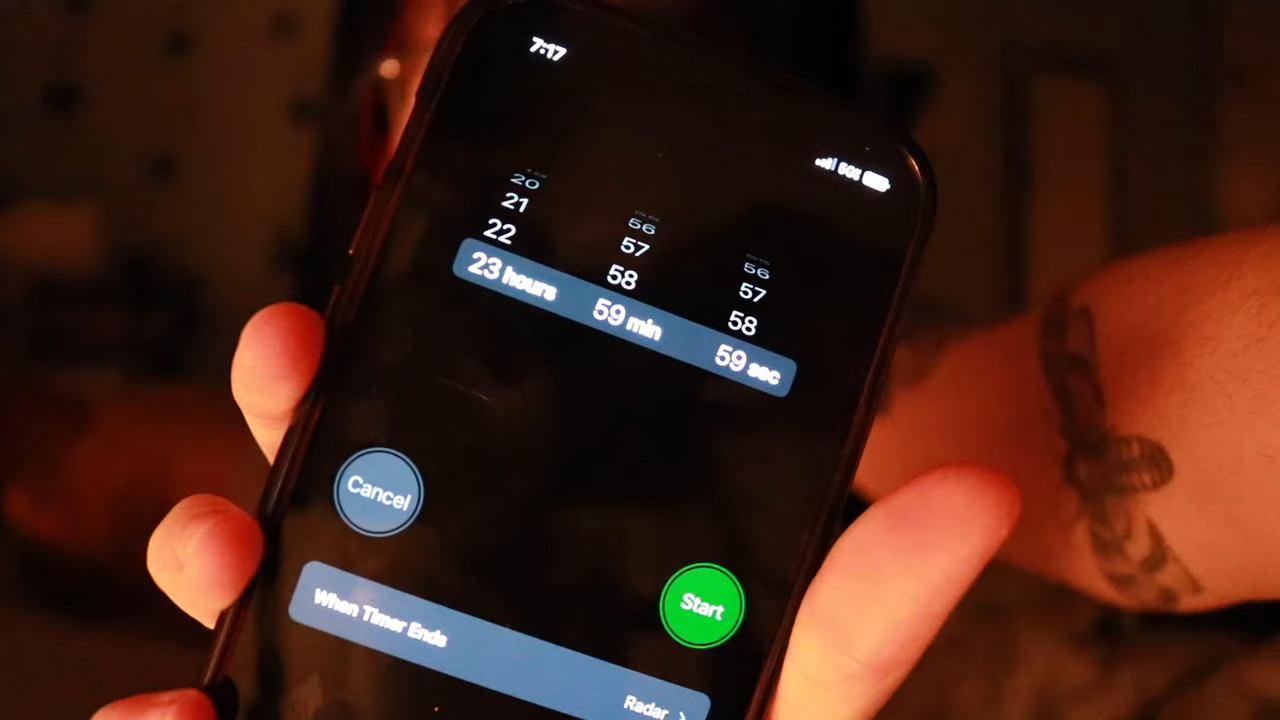 7:17
5G
20
21
22
23 hours
56
57
58
59 min
56
57
58
59 sec
Cancel
Start
When Timer Ends
Radar >